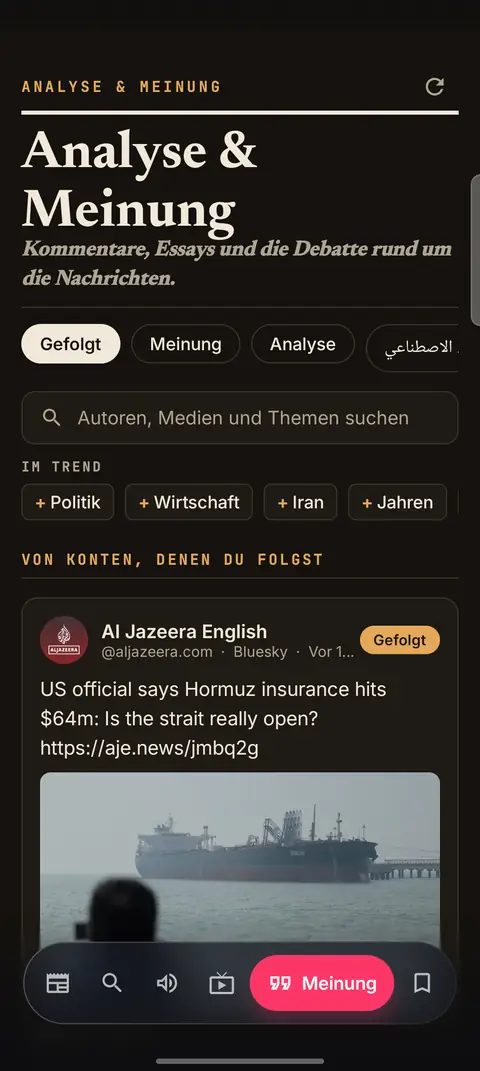 ANALYSE & MEINUNG
Analyse &
Meinung
Kommentare, Essays und die Debatte rund um
die Nachrichten.
Gefolgt
Meinung
Analyse
الاصطناعي
Autoren, Medien und Themen suchen
IM TREND
+ Politik
+ Wirtschaft
+ Iran
+ Jahren
VON KONTEN, DENEN DU FOLGST
ALJAZEERA
Al Jazeera English
@aljazeera.com · Bluesky · Vor 1...
Gefolgt
US official says Hormuz insurance hits
$64m: Is the strait really open?
https://aje.news/jmbq2g
Meinung